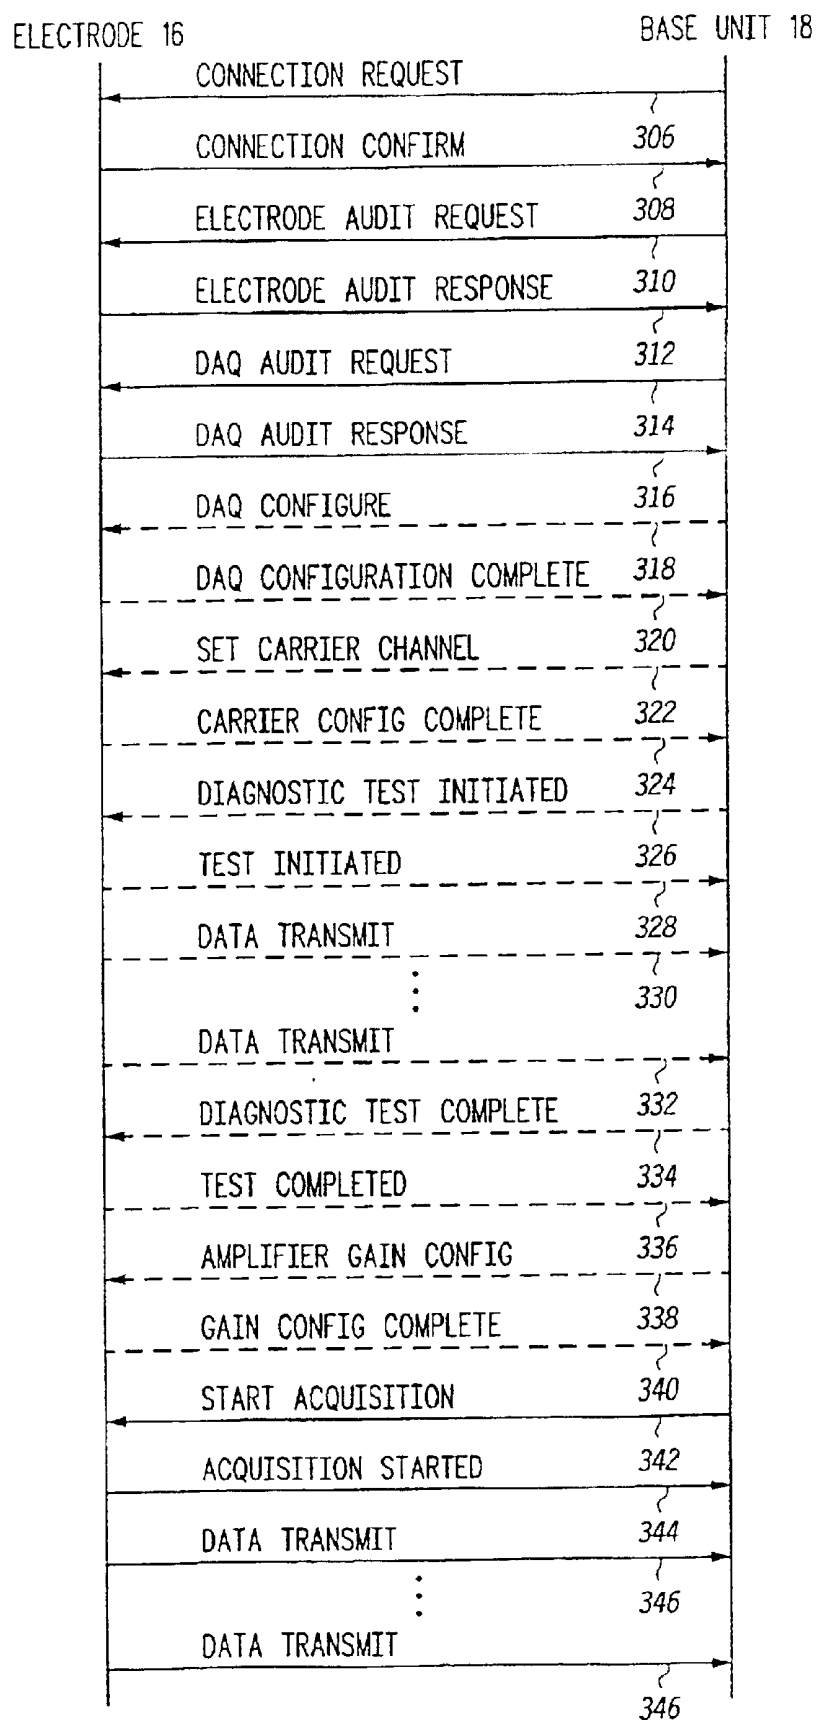 ELECTRODE 16
BASE UNIT 18
CONNECTION REQUEST
306
CONNECTION CONFIRM
308
ELECTRODE AUDIT REQUEST
310
ELECTRODE AUDIT RESPONSE
312
DAQ AUDIT REQUEST
314
DAQ AUDIT RESPONSE
316
DAQ CONFIGURE
318
DAQ CONFIGURATION COMPLETE
320
SET CARRIER CHANNEL
322
CARRIER CONFIG COMPLETE
324
DIAGNOSTIC TEST INITIATED
326
TEST INITIATED
328
DATA TRANSMIT
330
DATA TRANSMIT
332
DIAGNOSTIC TEST COMPLETE
334
TEST COMPLETED
336
AMPLIFIER GAIN CONFIG
338
GAIN CONFIG COMPLETE
340
START ACQUISITION
342
ACQUISITION STARTED
344
DATA TRANSMIT
346
DATA TRANSMIT
346